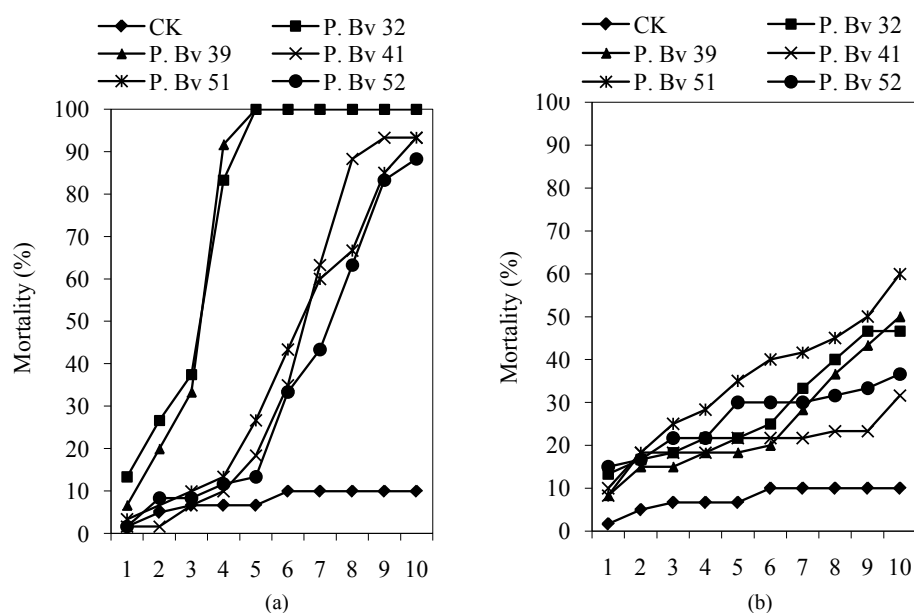 CK
P. Bv 32
P. Bv 39
P. Bv 41
P. Bv 51
P. Bv 52
100
90
80
70
60
50
40
30
20
10
0
Mortality (%)
1 2 3 4 5 6 7 8 9 10
(a)
CK
P. Bv 32
P. Bv 39
P. Bv 41
P. Bv 51
P. Bv 52
100
90
80
70
60
50
40
30
20
10
0
Mortality (%)
1 2 3 4 5 6 7 8 9 10
(b)